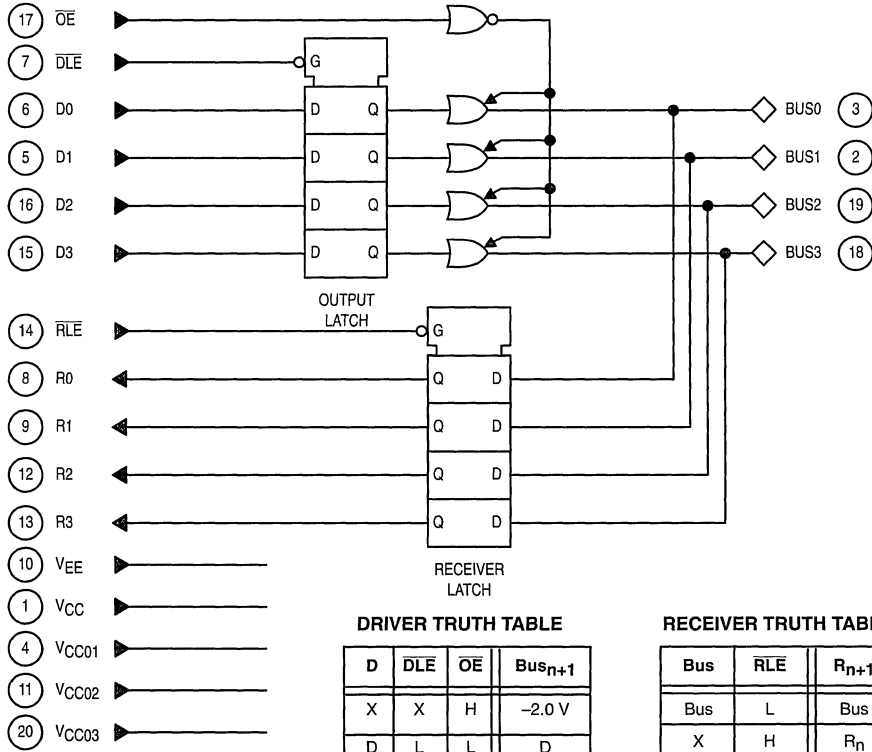 17 OE
7 DLE G
6 D0 D Q BUS0 3
5 D1 D Q BUS1 2
16 D2 D Q BUS2 19
15 D3 D Q BUS3 18
OUTPUT
LATCH
14 RLE G
8 R0 Q D
9 R1 Q D
12 R2 Q D
13 R3 Q D
RECEIVER
LATCH
10 VEE
1 VCC
4 VCC01
11 VCC02
20 VCC03
DRIVER TRUTH TABLE
D DLE OE Busn+1
X X H –2.0 V
D L L D
RECEIVER TRUTH TABL
Bus RLE Rn+1
Bus L Bus
X H Rn